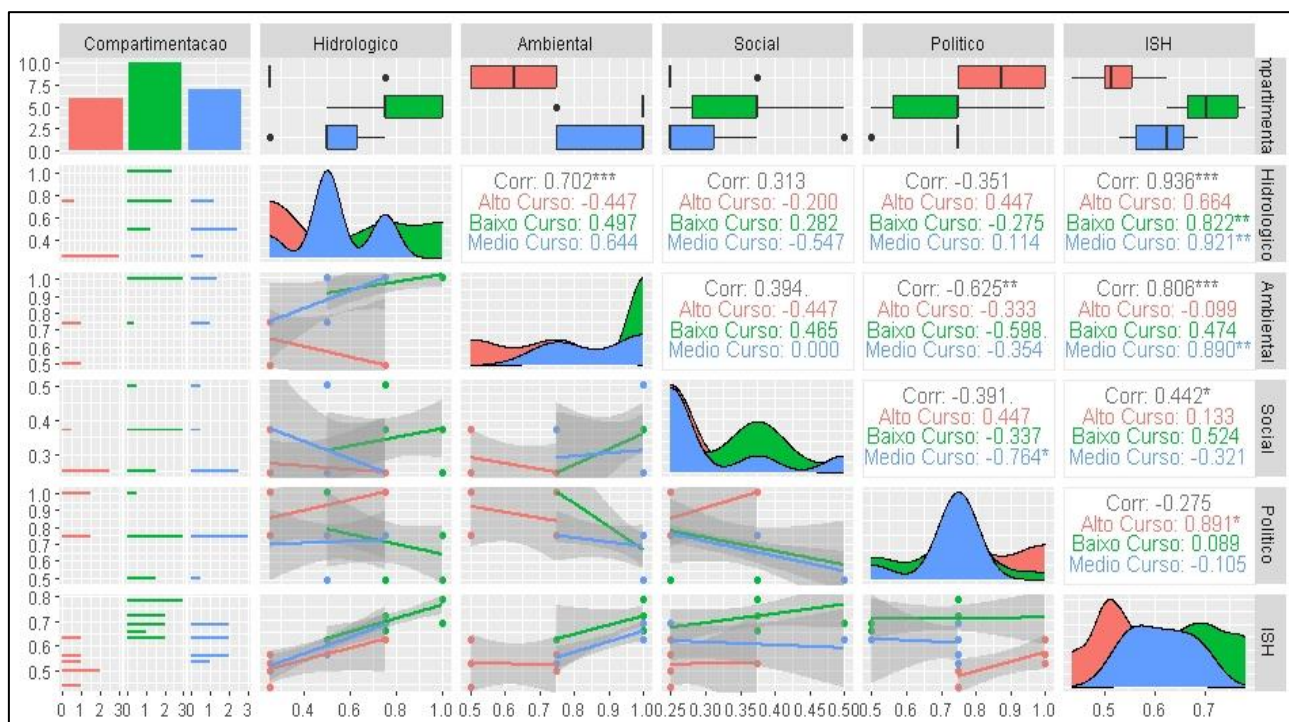 Compartimentacao Hidrologico Ambiental Social Politico ISH
10.0
7.5
5.0
2.5
0.0
mpartimenta
Corr: 0.702*** Corr: 0.313 Corr: -0.351 Corr: 0.936***
Alto Curso: -0.447 Alto Curso: -0.200 Alto Curso: 0.447 Alto Curso: 0.664
Baixo Curso: 0.497 Baixo Curso: 0.282 Baixo Curso: -0.275 Baixo Curso: 0.822**
Medio Curso: 0.644 Medio Curso: -0.547 Medio Curso: 0.114 Medio Curso: 0.921**
1.0
0.8
0.6
0.4
Hidrologico
Corr: 0.394. Corr: -0.625** Corr: 0.806***
Alto Curso: -0.447 Alto Curso: -0.333 Alto Curso: -0.099
Baixo Curso: 0.465 Baixo Curso: -0.598. Baixo Curso: 0.474
Medio Curso: 0.000 Medio Curso: -0.354 Medio Curso: 0.890**
1.0
0.9
0.8
0.7
0.6
0.5
Ambiental
Corr: -0.391. Corr: 0.442*
Alto Curso: 0.447 Alto Curso: 0.133
Baixo Curso: -0.337 Baixo Curso: 0.524
Medio Curso: -0.764* Medio Curso: -0.321
0.5
0.4
0.3
Social
Corr: -0.275
Alto Curso: 0.891*
Baixo Curso: 0.089
Medio Curso: -0.105
1.0
0.9
0.8
0.7
0.6
0.5
Politico
0.8
0.7
0.6
0.5
ISH
0 1 2 30 1 2 30 1 2 3 0.4 0.6 0.8 1.0 0.5 0.6 0.7 0.8 0.9 1.0 0.25 0.30 0.35 0.40 0.45 0.50 0.5 0.6 0.7 0.8 0.9 1.0 0.5 0.6 0.7